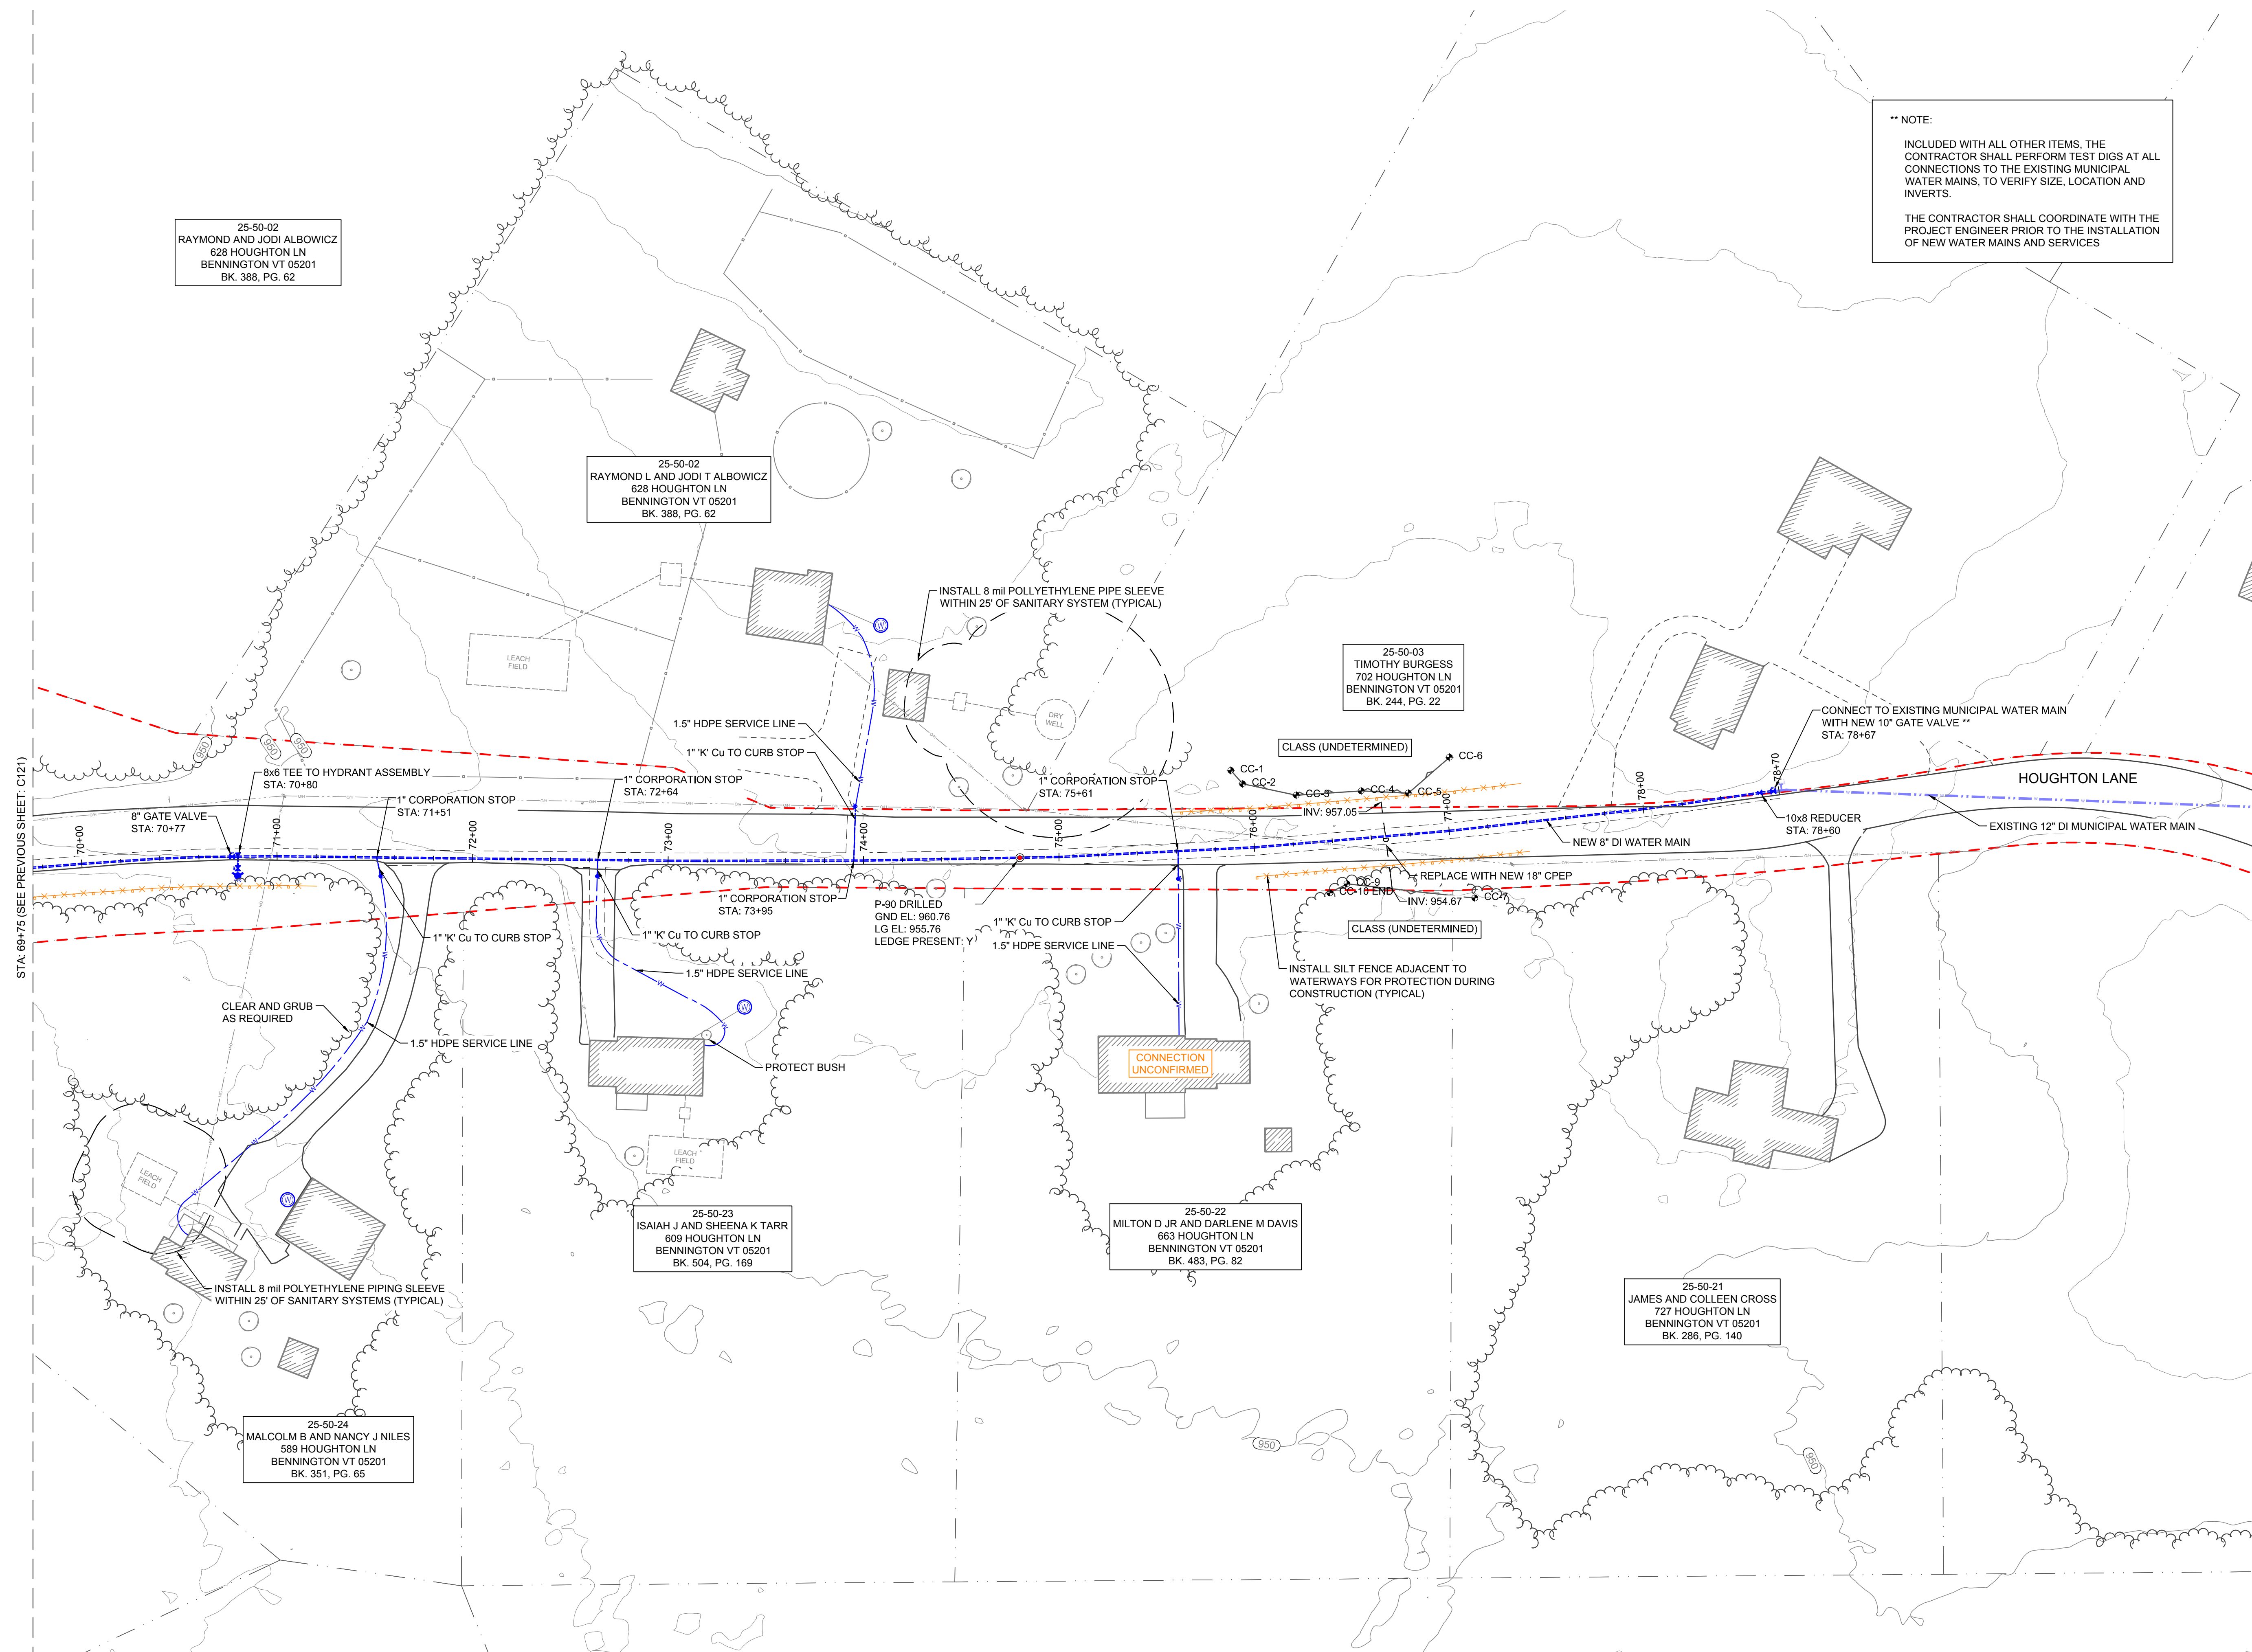 ** NOTE:
INCLUDED WITH ALL OTHER ITEMS, THE
CONTRACTOR SHALL PERFORM TEST DIGS AT ALL
CONNECTIONS TO THE EXISTING MUNICIPAL
WATER MAINS, TO VERIFY SIZE, LOCATION AND
INVERTS.
THE CONTRACTOR SHALL COORDINATE WITH THE
PROJECT ENGINEER PRIOR TO THE INSTALLATION
OF NEW WATER MAINS AND SERVICES
25-50-02
RAYMOND AND JODI ALBOWICZ
628 HOUGHTON LN
BENNINGTON VT 05201
BK. 388, PG. 62
25-50-02
RAYMOND L AND JODI T ALBOWICZ
628 HOUGHTON LN
BENNINGTON VT 05201
BK. 388, PG. 62
INSTALL 8 mil POLLYETHYLENE PIPE SLEEVE
WITHIN 25' OF SANITARY SYSTEM (TYPICAL)
W
LEACH
FIELD
DRY
WELL
25-50-03
TIMOTHY BURGESS
702 HOUGHTON LN
BENNINGTON VT 05201
BK. 244, PG. 22
CLASS (UNDETERMINED)
CONNECT TO EXISTING MUNICIPAL WATER MAIN
WITH NEW 10" GATE VALVE **
STA: 78+67
1.5" HDPE SERVICE LINE
1" 'K' Cu TO CURB STOP
950
950
950
8x6 TEE TO HYDRANT ASSEMBLY
STA: 70+80
1" CORPORATION STOP
STA: 72+64
1" CORPORATION STOP
STA: 75+61
CC-1
CC-2
CC-3
CC-4
CC-5
CC-6
HOUGHTON LANE
1" CORPORATION STOP
STA: 71+51
8" GATE VALVE
STA: 70+77
INV: 957.05
10x8 REDUCER
STA: 78+60
EXISTING 12" DI MUNICIPAL WATER MAIN
NEW 8" DI WATER MAIN
70+00
71+00
72+00
73+00
74+00
75+00
76+00
77+00
78+00
78+70
STA: 69+75 (SEE PREVIOUS SHEET: C121)
REPLACE WITH NEW 18" CPEP
CC-9
CC-10 END
CC-7
INV: 954.67
CLASS (UNDETERMINED)
1" CORPORATION STOP
STA: 73+95
P-90 DRILLED
GND EL: 960.76
LG EL: 955.76
LEDGE PRESENT: Y
1" 'K' Cu TO CURB STOP
1.5" HDPE SERVICE LINE
1" 'K' Cu TO CURB STOP
1" 'K' Cu TO CURB STOP
1.5" HDPE SERVICE LINE
INSTALL SILT FENCE ADJACENT TO
WATERWAYS FOR PROTECTION DURING
CONSTRUCTION (TYPICAL)
CLEAR AND GRUB
AS REQUIRED
1.5" HDPE SERVICE LINE
W
PROTECT BUSH
CONNECTION
UNCONFIRMED
LEACH
FIELD
LEACH
FIELD
W
25-50-23
ISAIAH J AND SHEENA K TARR
609 HOUGHTON LN
BENNINGTON VT 05201
BK. 504, PG. 169
25-50-22
MILTON D JR AND DARLENE M DAVIS
663 HOUGHTON LN
BENNINGTON VT 05201
BK. 483, PG. 82
25-50-21
JAMES AND COLLEEN CROSS
727 HOUGHTON LN
BENNINGTON VT 05201
BK. 286, PG. 140
INSTALL 8 mil POLYETHYLENE PIPING SLEEVE
WITHIN 25' OF SANITARY SYSTEMS (TYPICAL)
25-50-24
MALCOLM B AND NANCY J NILES
589 HOUGHTON LN
BENNINGTON VT 05201
BK. 351, PG. 65
950
950